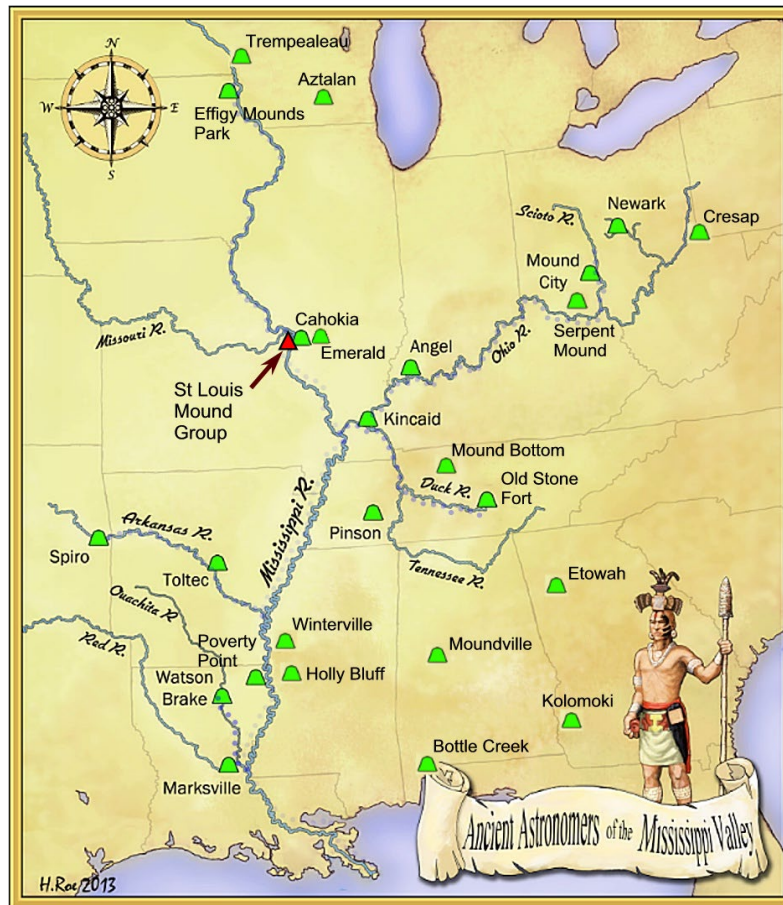 Trempealeau
N
Aztalan
W
E
Effigy Mounds
Park
S
Scioto R.
Newark
Cresap
Mound
City
Cahokia
Missouri R.
Emerald
Angel
Ohio R.
Serpent
Mound
St Louis
Mound
Group
Kincaid
Mound Bottom
Duck R.
Old Stone
Fort
Mississippi R.
Arkansas R.
Pinson
Spiro
Toltec
Tennessee R.
Etowah
Ouachita R
Red R.
Poverty
Point
Winterville
Moundville
Watson
Brake
Holly Bluff
Kolomoki
Bottle Creek
Marksville
Ancient Astronomers of the Mississippi Valley
H.Roe 2013